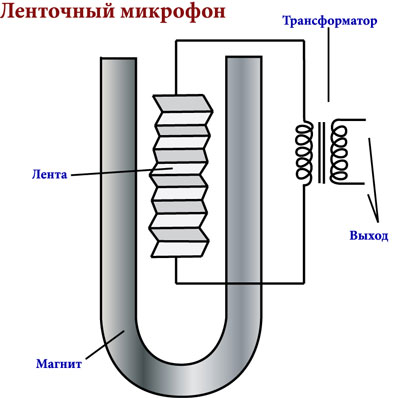 Ленточный микрофон
Трансформатор
Лента
Выход
Магнит